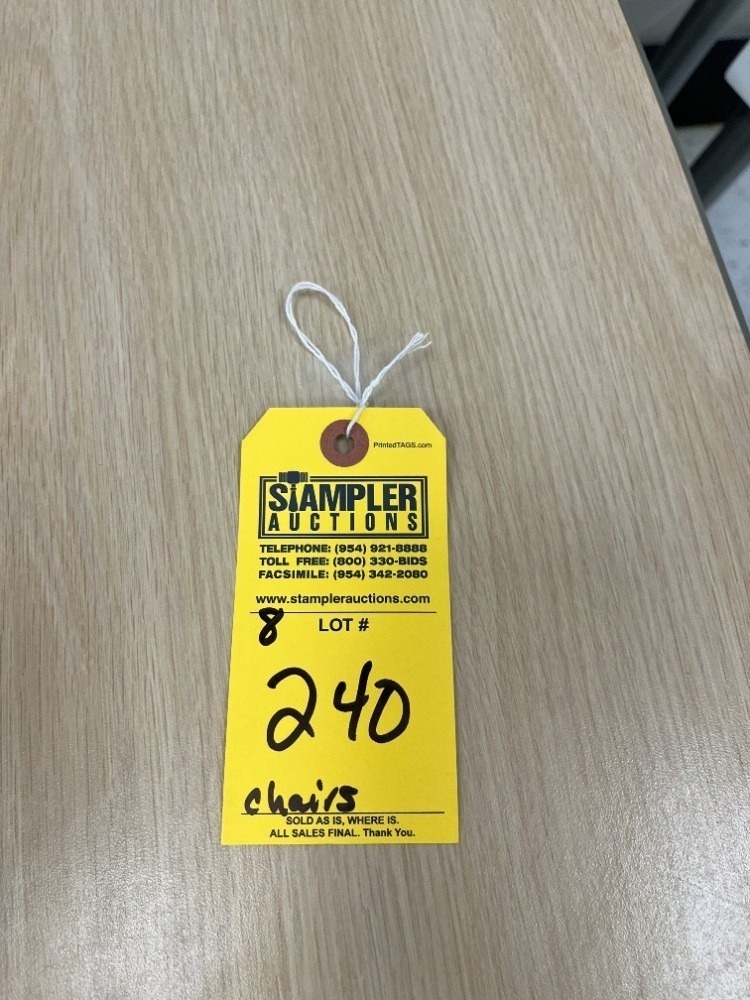 PrintedTAGS.com
STAMPLER
AUCTIONS
TELEPHONE: (954) 921-8888
TOLL FREE: (800) 330-BIDS
FACSIMILE: (954) 342-2080
www.stamplerauctions.com
8 LOT #
240
chairs
SOLD AS IS, WHERE IS.
ALL SALES FINAL. Thank You.